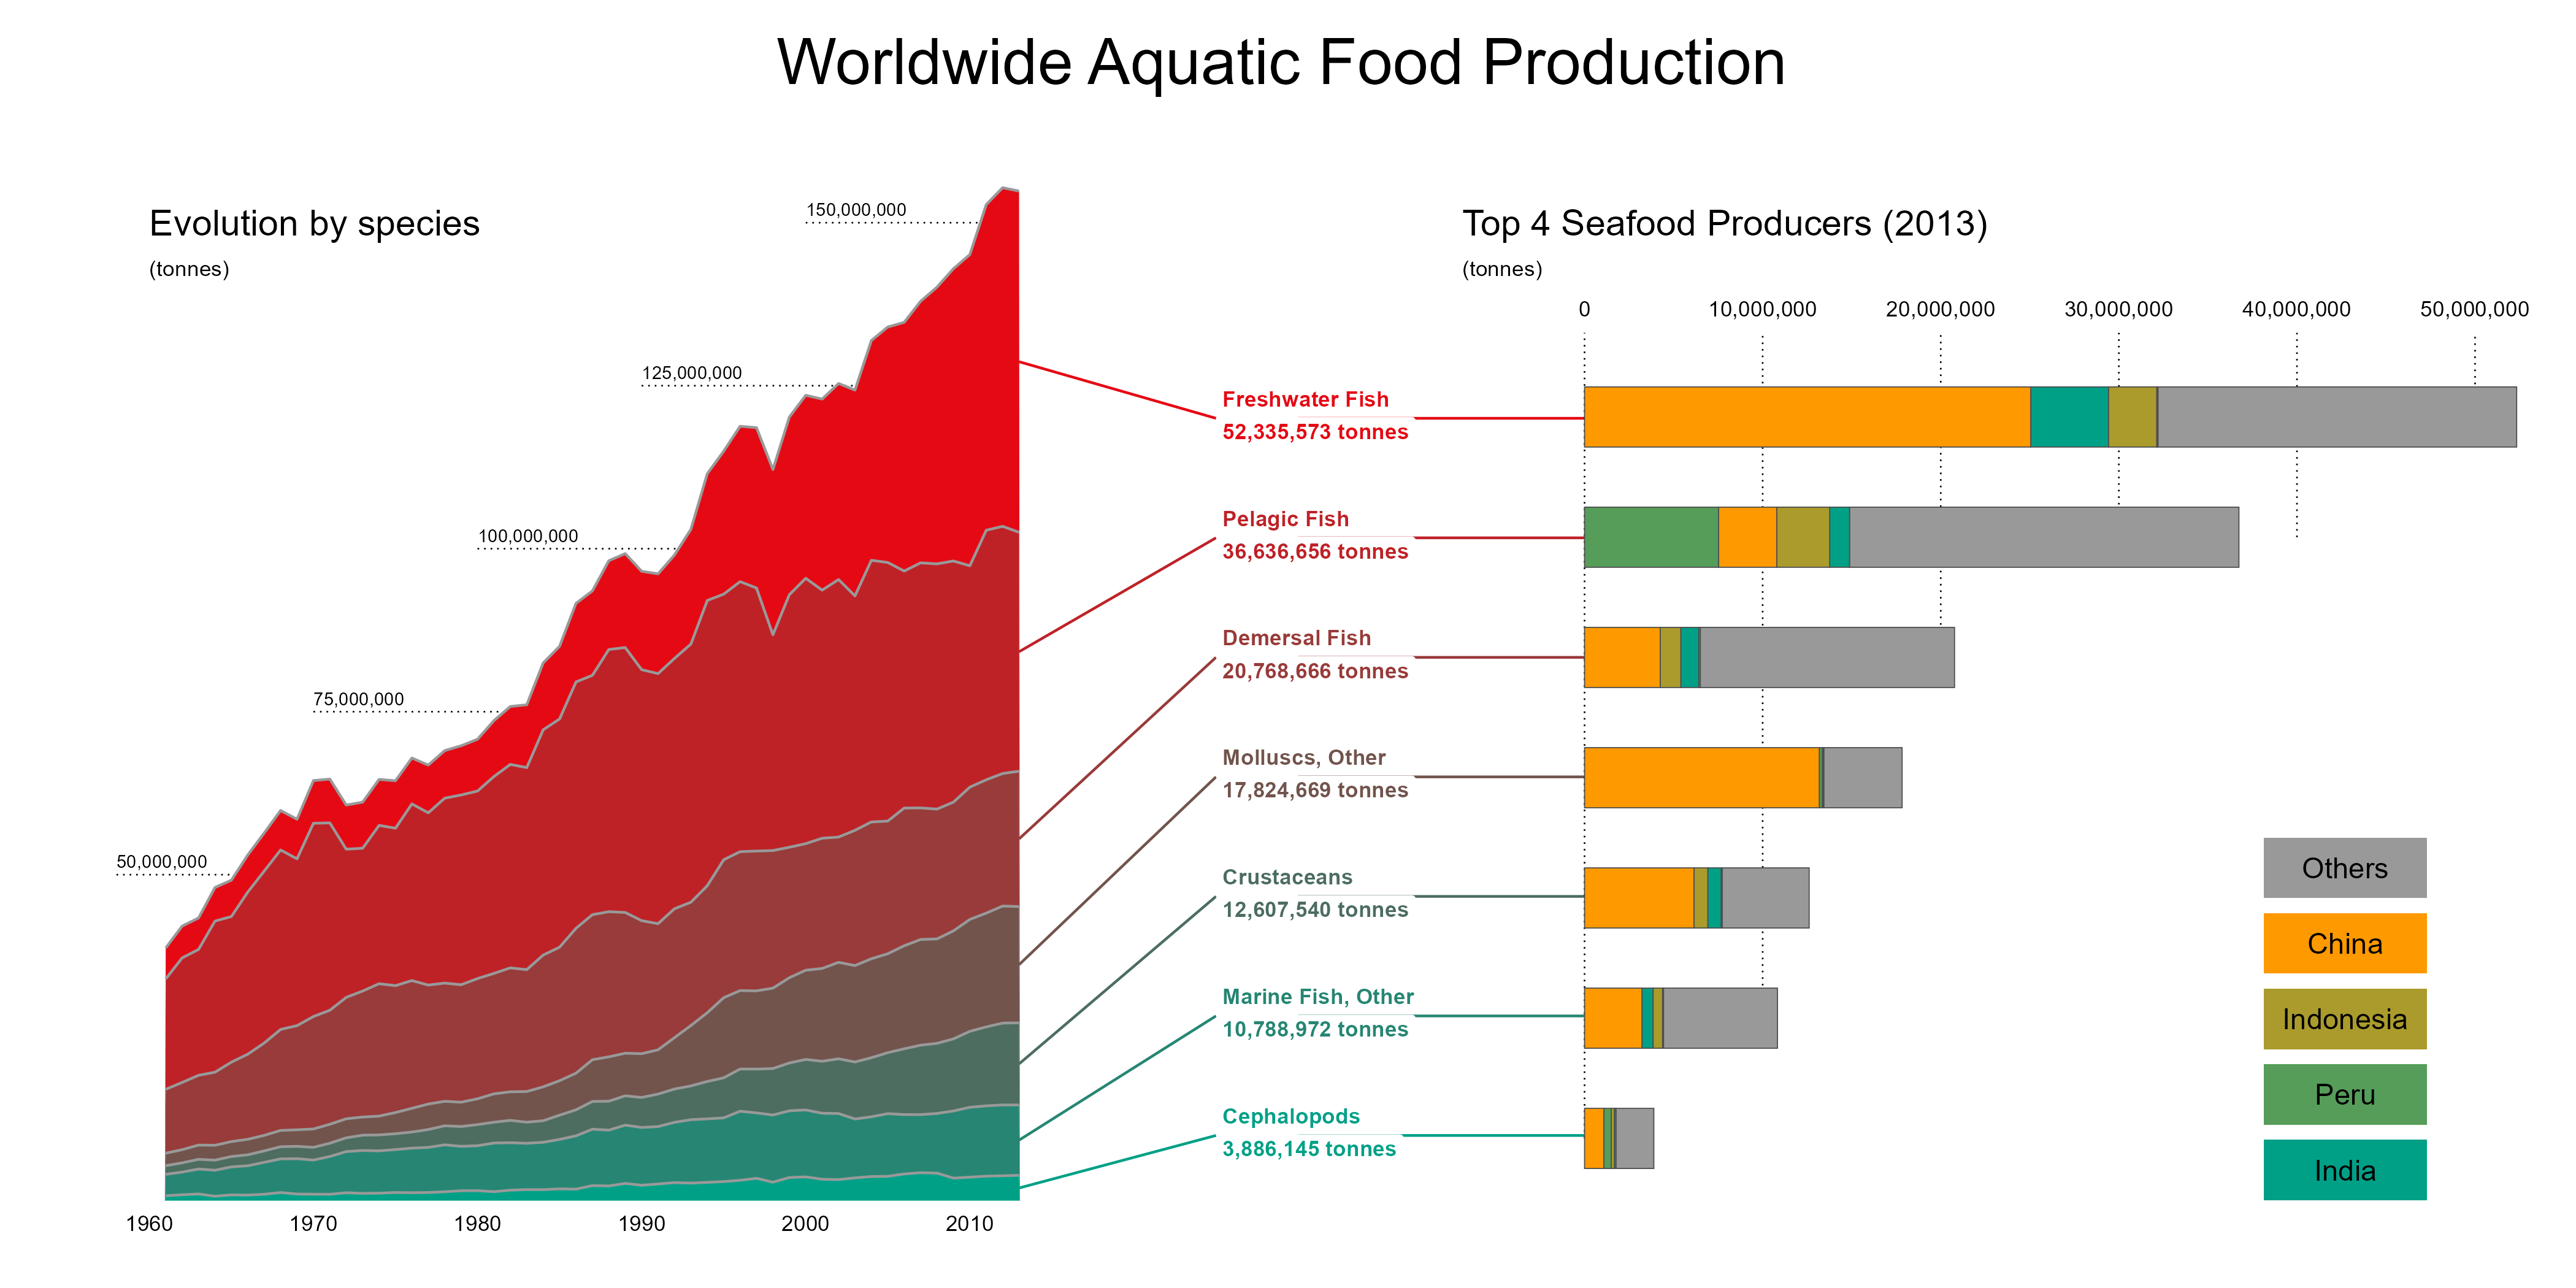 Worldwide Aquatic Food Production
Evolution by species
(tonnes)
150,000,000
125,000,000
100,000,000
75,000,000
50,000,000
1960 1970 1980 1990 2000 2010
Freshwater Fish
52,335,573 tonnes
Pelagic Fish
36,636,656 tonnes
Demersal Fish
20,768,666 tonnes
Molluscs, Other
17,824,669 tonnes
Crustaceans
12,607,540 tonnes
Marine Fish, Other
10,788,972 tonnes
Cephalopods
3,886,145 tonnes
Top 4 Seafood Producers (2013)
(tonnes)
0 10,000,000 20,000,000 30,000,000 40,000,000 50,000,000
Others
China
Indonesia
Peru
India